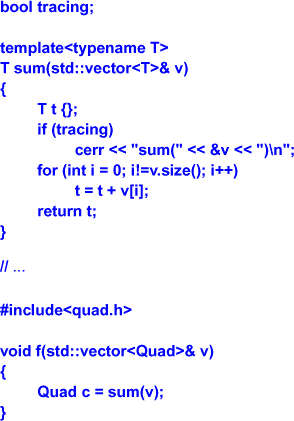 bool tracing;
template<typename T>
T sum(std::vector<T>& v)
{
T t {};
if (tracing)
cerr << "sum(" << &v << ")\n";
for (int i = 0; i!=v.size(); i++)
t = t + v[i];
return t;
}
// ...
#include<quad.h>
void f(std::vector<Quad>& v)
{
Quad c = sum(v);
}